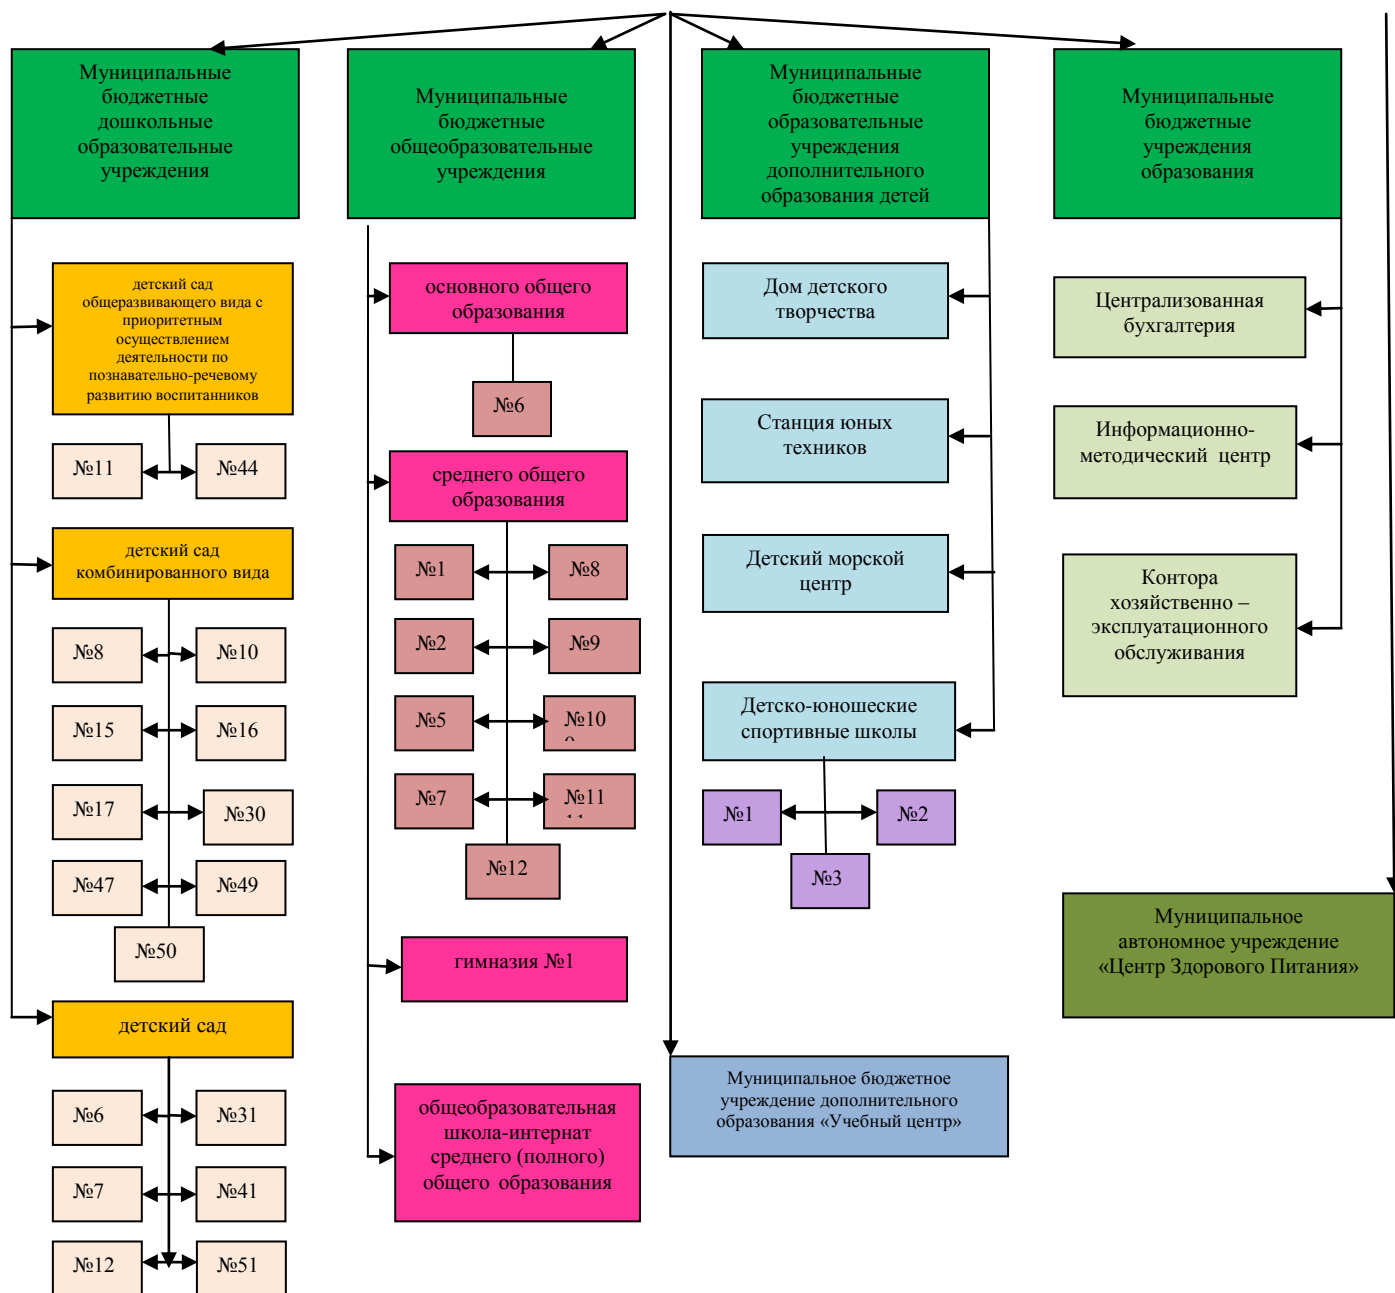 Муниципальные
бюджетные
дошкольные
образовательные
учреждения
Муниципальные
бюджетные
общеобразовательные
учреждения
Муниципальные
бюджетные
образовательные
учреждения
дополнительного
образования детей
Муниципальные
бюджетные
учреждения
образования
детский сад
общеразвивающего вида с
приоритетным
осуществлением
деятельности по
познавательно-речевому
развитию воспитанников
№11
№44
детский сад
комбинированного вида
№8
№10
№15
№16
№17
№30
№47
№49
№50
детский сад
№6
№31
№7
№41
№12
№51
основного общего
образования
№6
среднего общего
образования
№1
№8
№2
№9
№5
№10
№7
№11
№12
гимназия №1
общеобразовательная
школа-интернат
среднего (полного)
общего образования
Дом детского
творчества
Станция юных
техников
Детский морской
центр
Детско-юношеские
спортивные школы
№1
№2
№3
Муниципальное бюджетное
учреждение дополнительного
образования «Учебный центр»
Централизованная
бухгалтерия
Информационно-
методический центр
Контора
хозяйственно –
эксплуатационного
обслуживания
Муниципальное
автономное учреждение
«Центр Здорового Питания»